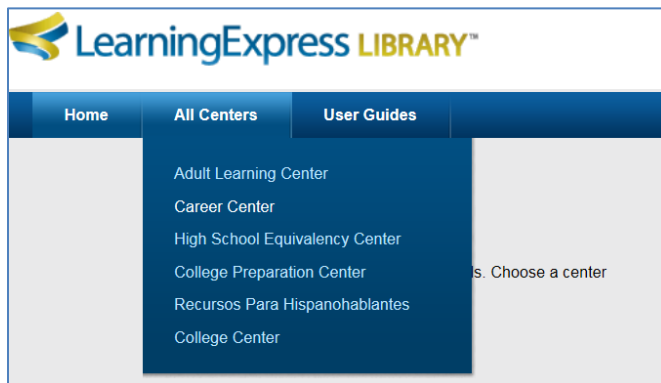 LearningExpress LIBRARY™
Home All Centers User Guides
Adult Learning Center
Career Center
High School Equivalency Center
College Preparation Center
ls. Choose a center
Recursos Para Hispanohablantes
College Center